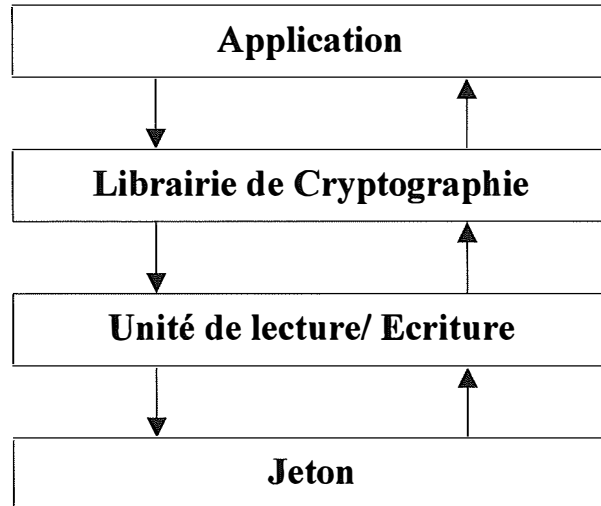 Application
Librairie de Cryptographie
Unité de lecture/ Ecriture
Jeton